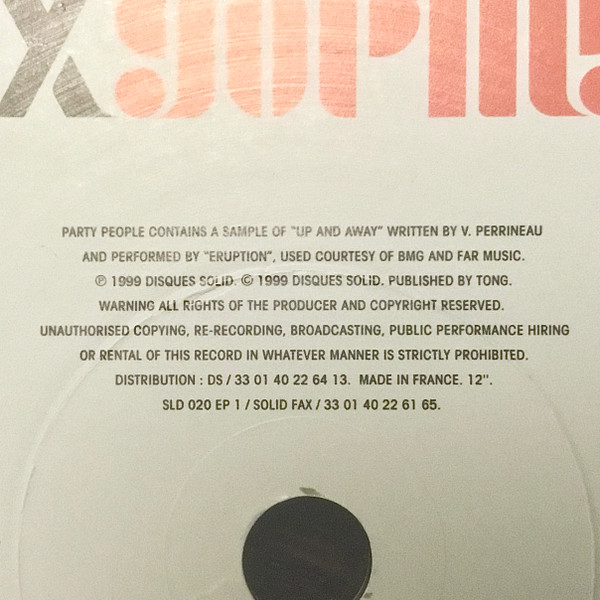 PARTY PEOPLE CONTAINS A SAMPLE OF "UP AND AWAY" WRITTEN BY V. PERRINEAU
AND PERFORMED BY "ERUPTION", USED COURTESY OF BMG AND FAR MUSIC.
℗ 1999 DISQUES SOLID. © 1999 DISQUES SOLID. PUBLISHED BY TONG.
WARNING ALL RIGHTS OF THE PRODUCER AND COPYRIGHT RESERVED.
UNAUTHORISED COPYING, RE-RECORDING, BROADCASTING, PUBLIC PERFORMANCE HIRING
OR RENTAL OF THIS RECORD IN WHATEVER MANNER IS STRICTLY PROHIBITED.
DISTRIBUTION : DS / 33 01 40 22 64 13. MADE IN FRANCE. 12".
SLD 020 EP 1 / SOLID FAX / 33 01 40 22 61 65.